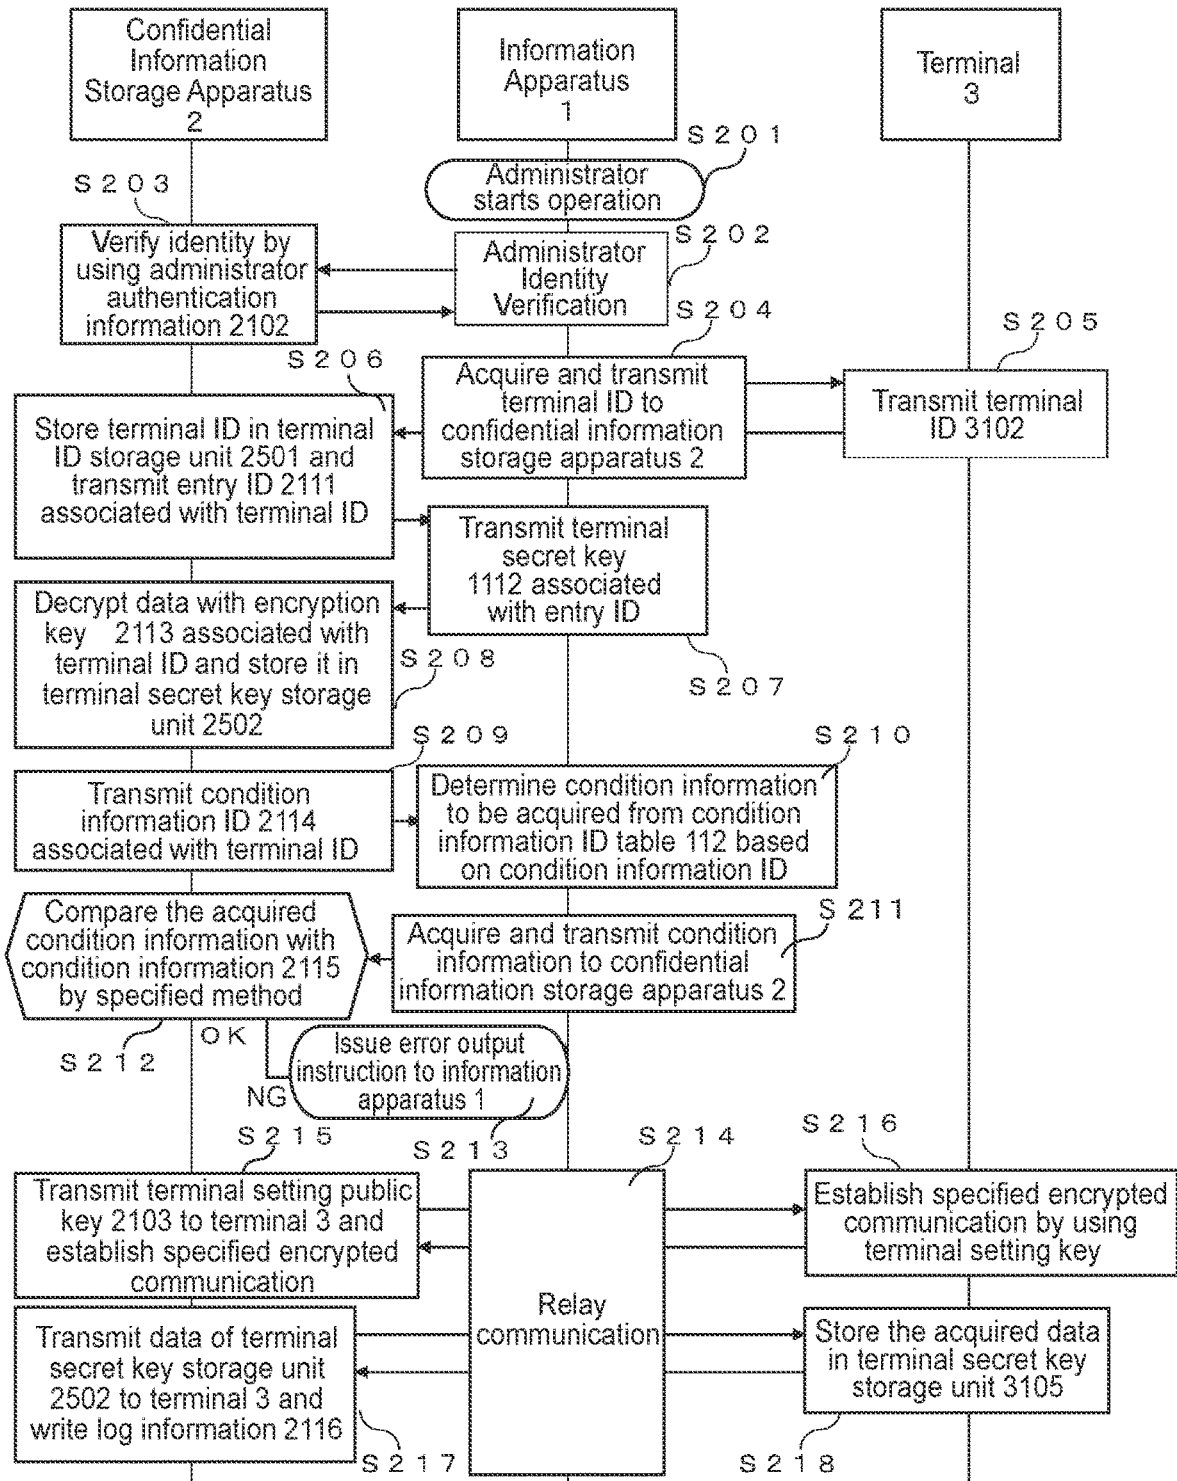 Confidential
Information
Storage Apparatus
2
Information
Apparatus
1
Terminal
3
S201
Administrator
starts operation
S203
Verify identity by
using administrator
authentication
information 2102
S202
Administrator
Identity
Verification
S204
Acquire and transmit
terminal ID to
confidential information
storage apparatus 2
S205
Transmit terminal
ID 3102
S206
Store terminal ID in terminal
ID storage unit 2501 and
transmit entry ID 2111
associated with terminal ID
Transmit terminal
secret key
1112 associated
with entry ID
S207
Decrypt data with encryption
key 2113 associated with
terminal ID and store it in
terminal secret key storage
unit 2502
S208
S209
Transmit condition
information ID 2114
associated with terminal ID
S210
Determine condition information
to be acquired from condition
information ID table 112 based
on condition information ID
Compare the acquired
condition information with
condition information 2115
by specified method
S212
OK
NG
S211
Acquire and transmit condition
information to confidential
information storage apparatus 2
Issue error output
instruction to information
apparatus 1
S213
S215
Transmit terminal setting public
key 2103 to terminal 3 and
establish specified encrypted
communication
S214
Relay
communication
S216
Establish specified encrypted
communication by using
terminal setting key
Transmit data of terminal
secret key storage unit
2502 to terminal 3 and
write log information 2116
S217
Store the acquired data
in terminal secret key
storage unit 3105
S218